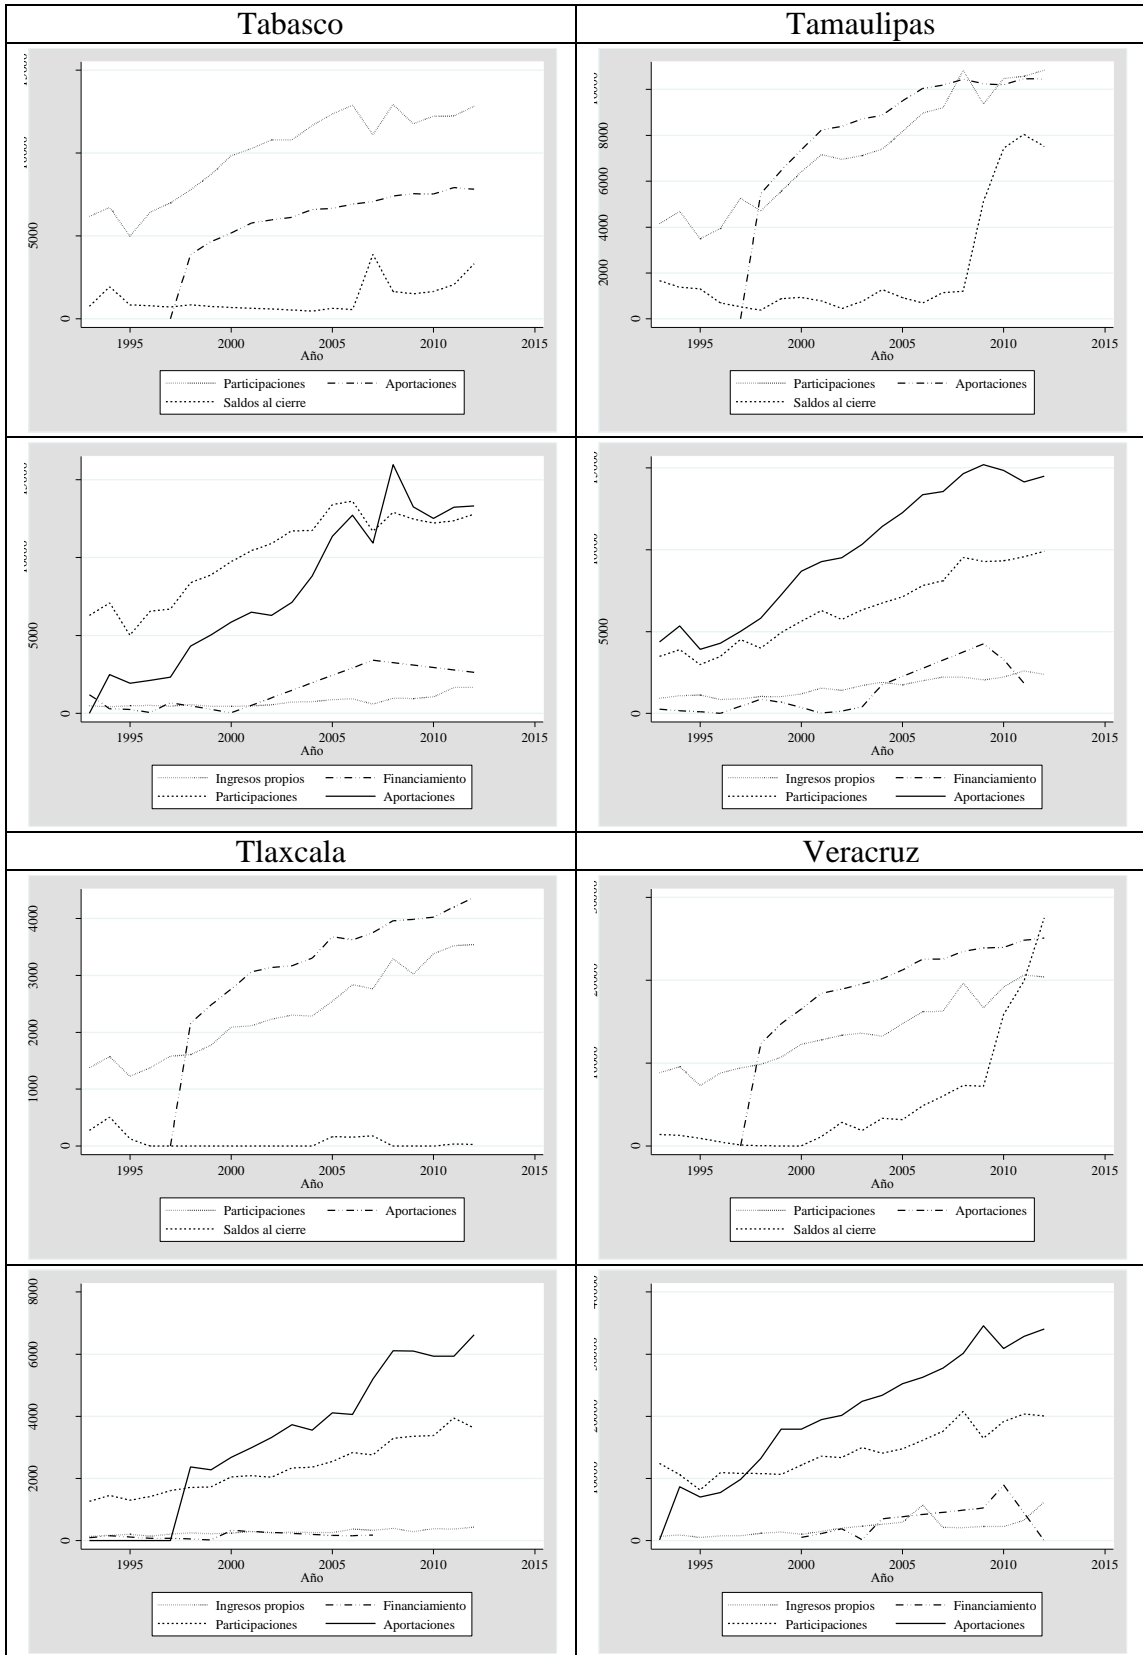 Tabasco
Tamaulipas
5000
0
1995 2000 2005 2010 2015
Año
Participaciones Aportaciones
Saldos al cierre
8000
6000
4000
2000
0
1995 2000 2005 2010 2015
Año
Participaciones Aportaciones
Saldos al cierre
5000
0
1995 2000 2005 2010 2015
Año
Ingresos propios Financiamiento
Participaciones Aportaciones
5000
0
1995 2000 2005 2010 2015
Año
Ingresos propios Financiamiento
Participaciones Aportaciones
Tlaxcala
Veracruz
4000
3000
2000
1000
0
1995 2000 2005 2010 2015
Año
Participaciones Aportaciones
Saldos al cierre
0
1995 2000 2005 2010 2015
Año
Participaciones Aportaciones
Saldos al cierre
8000
6000
4000
2000
0
1995 2000 2005 2010 2015
Año
Ingresos propios Financiamiento
Participaciones Aportaciones
0
1995 2000 2005 2010 2015
Año
Ingresos propios Financiamiento
Participaciones Aportaciones